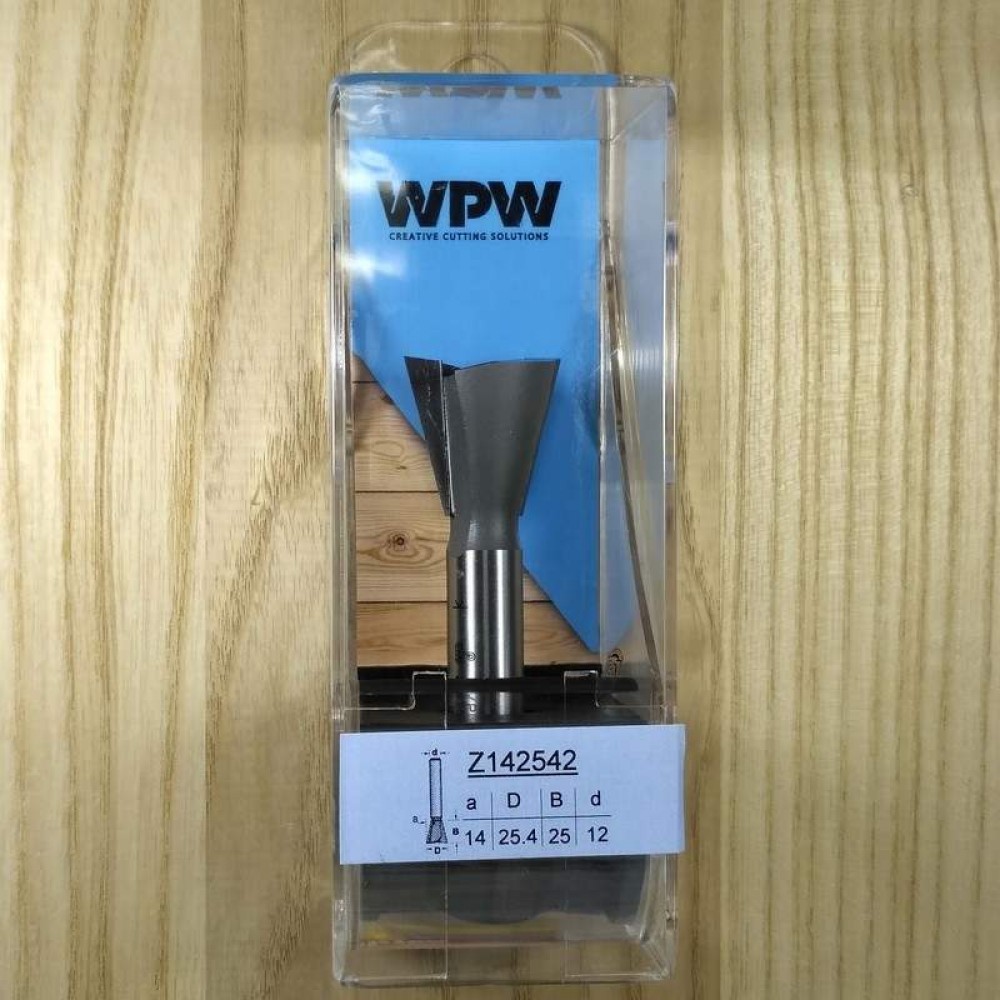 WPW
CREATIVE CUTTING SOLUTIONS
Z142542
d
a D B d
a B
14 25.4 25 12
D